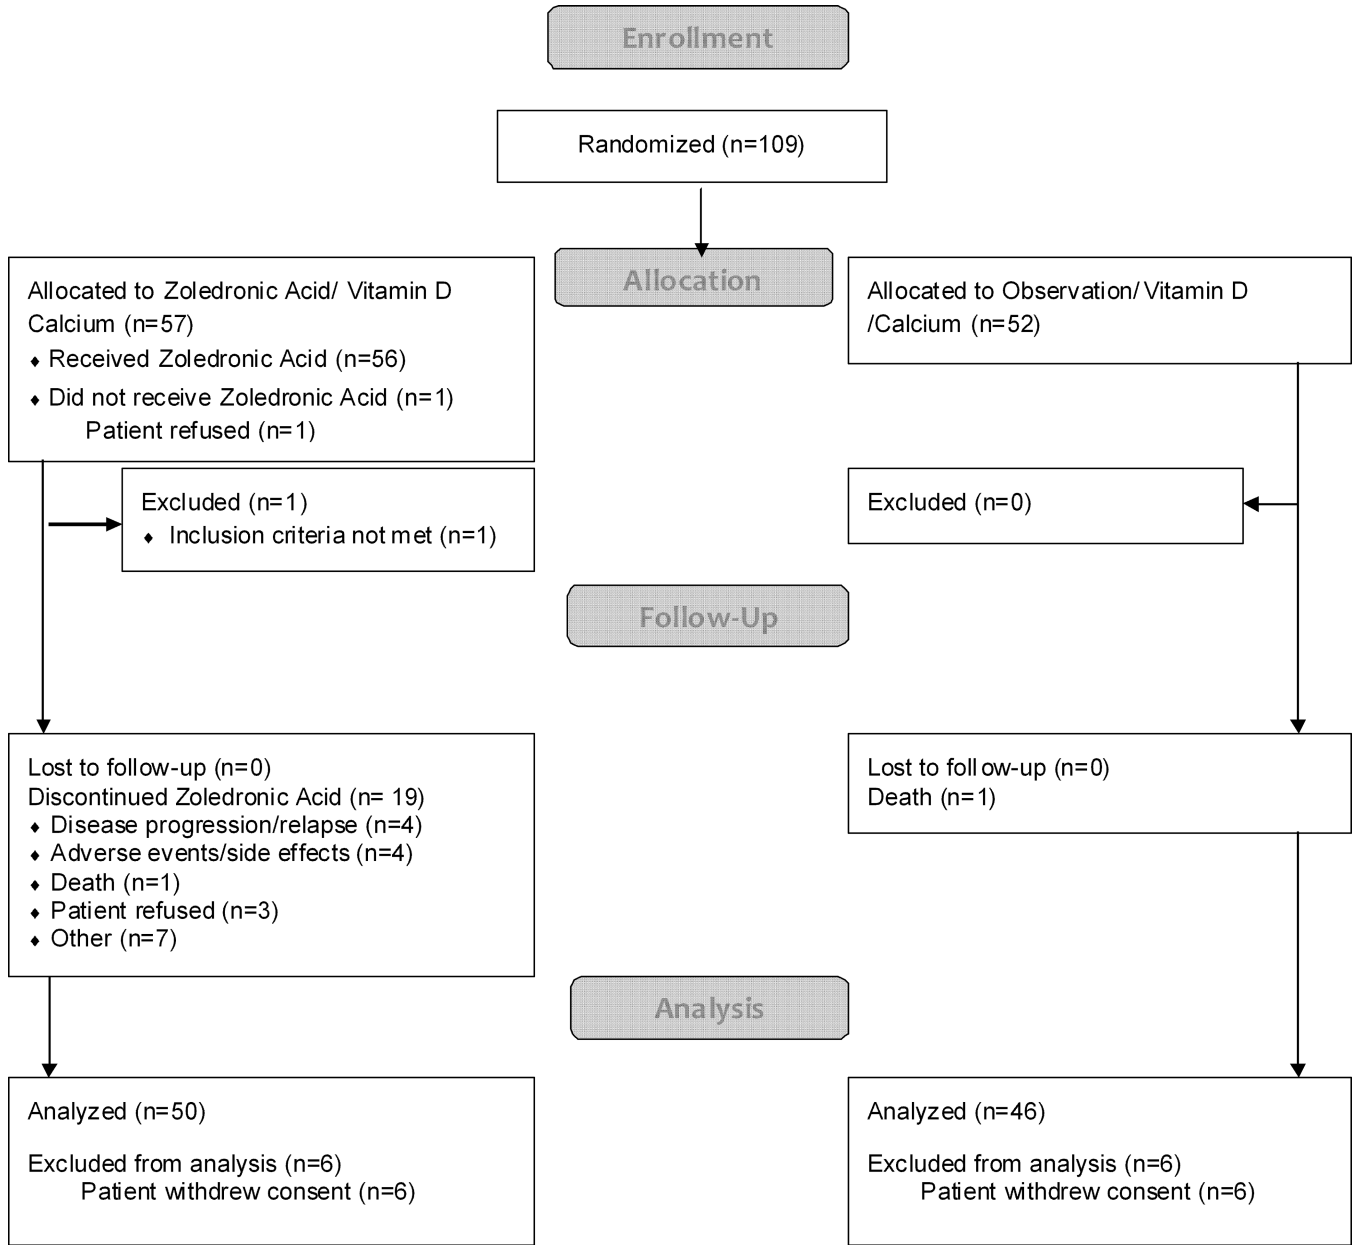 Enrollment
Randomized (n=109)
Allocation
Allocated to Zoledronic Acid/ Vitamin D
Calcium (n=57)
♦ Received Zoledronic Acid (n=56)
♦ Did not receive Zoledronic Acid (n=1)
Patient refused (n=1)
Allocated to Observation/ Vitamin D
/Calcium (n=52)
Excluded (n=1)
♦ Inclusion criteria not met (n=1)
Excluded (n=0)
Follow-Up
Lost to follow-up (n=0)
Discontinued Zoledronic Acid (n= 19)
♦ Disease progression/relapse (n=4)
♦ Adverse events/side effects (n=4)
♦ Death (n=1)
♦ Patient refused (n=3)
♦ Other (n=7)
Lost to follow-up (n=0)
Death (n=1)
Analysis
Analyzed (n=50)
Excluded from analysis (n=6)
Patient withdrew consent (n=6)
Analyzed (n=46)
Excluded from analysis (n=6)
Patient withdrew consent (n=6)